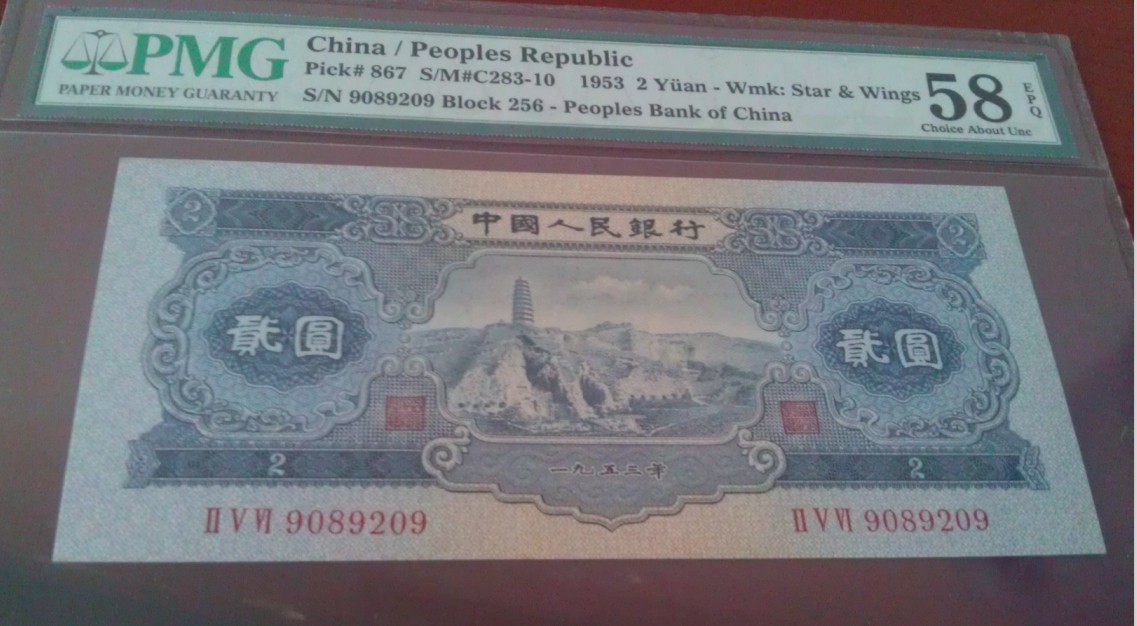 PMG
PAPER MONEY GUARANTY
China / Peoples Republic
Pick# 867 S/M#C283-10 1953 2 Yüan - Wmk: Star & Wings
S/N 9089209 Block 256 - Peoples Bank of China
58
EPQ
Choice About Unc
2
中國人民銀行
2
貳圓
貳圓
2
一九五三年
2
II V VI 9089209
II V VI 9089209